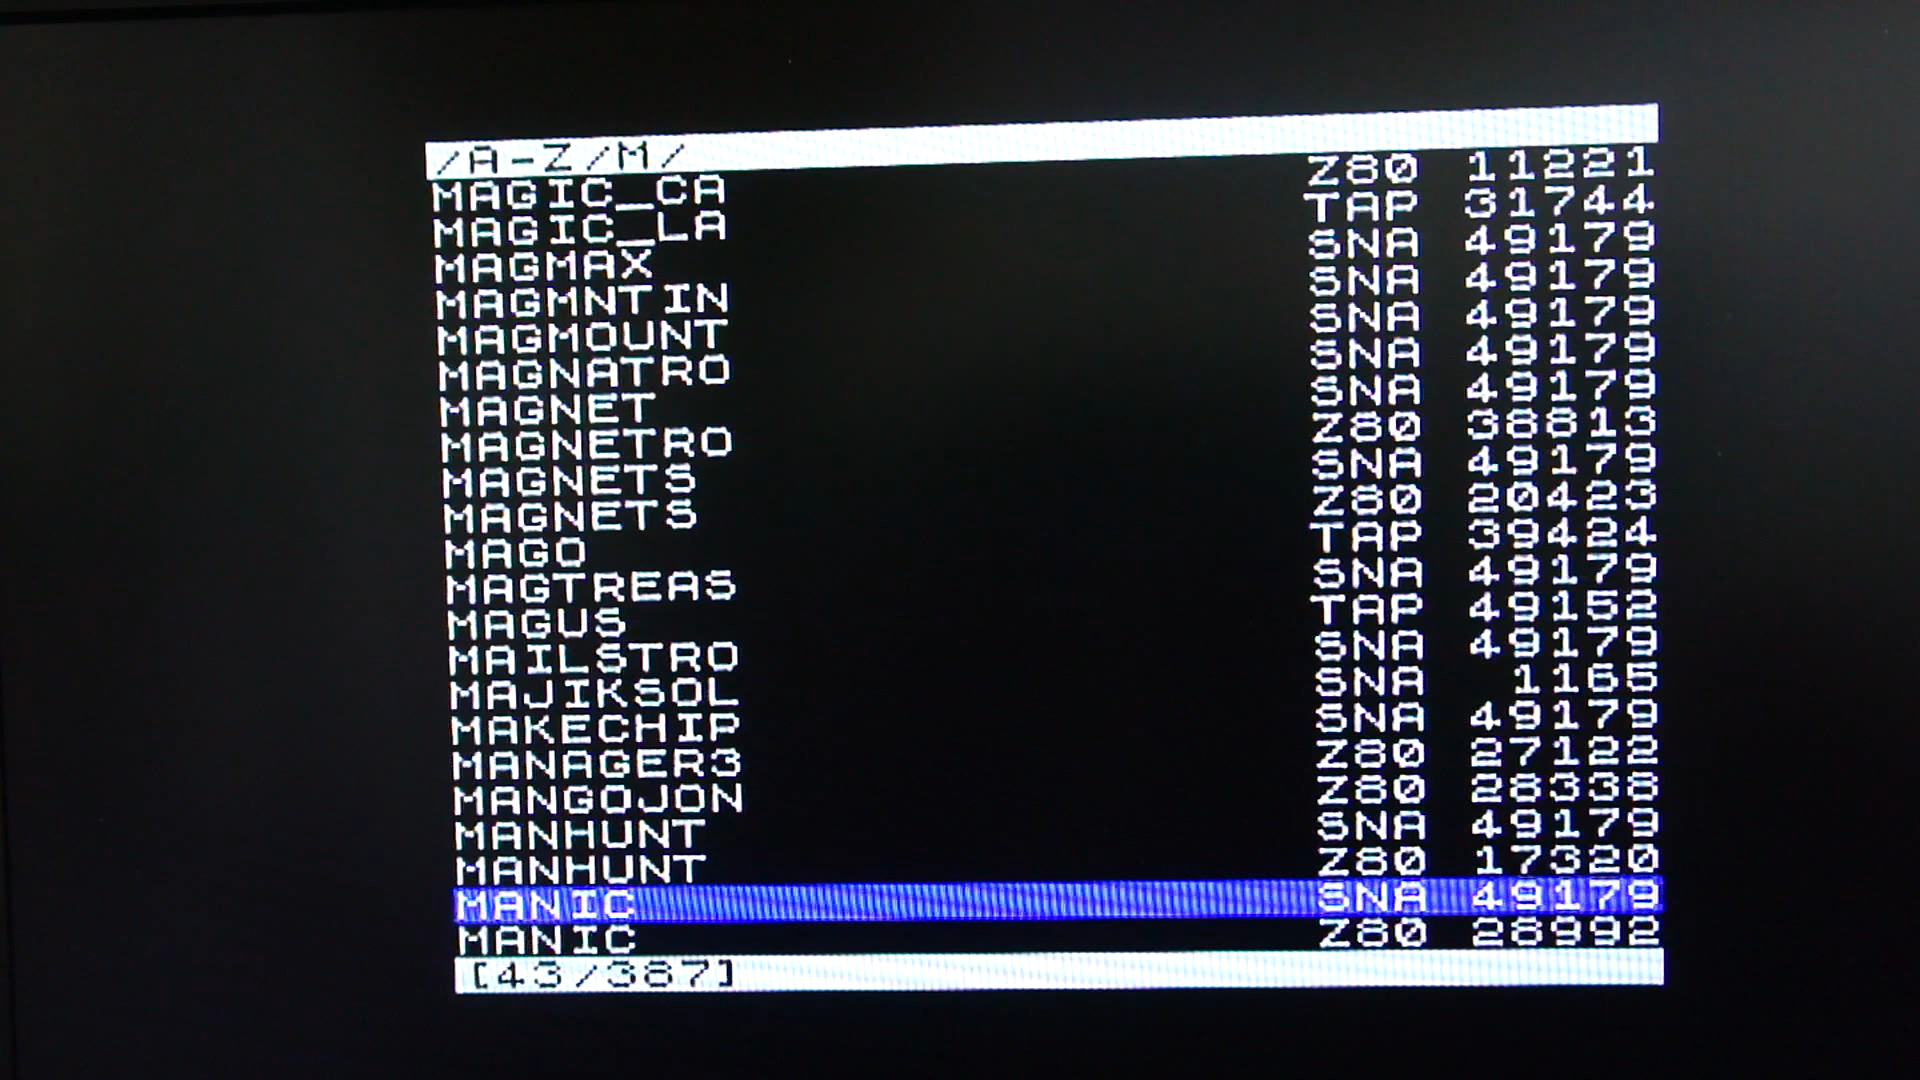 /A-Z/M/
MAGIC_CA Z80 11221
MAGIC_LA TAP 31744
MAGMAX SNA 49179
MAGMNTIN SNA 49179
MAGMOUNT SNA 49179
MAGNATRO SNA 49179
MAGNET SNA 49179
MAGNETRO Z80 38813
MAGNETS SNA 49179
MAGNETS Z80 20423
MAGO TAP 39424
MAGTREAS SNA 49179
MAGUS TAP 49152
MAILSTRO SNA 49179
MAJIKSOL SNA 1165
MAKECHIP SNA 49179
MANAGER3 Z80 27122
MANGOJON Z80 28338
MANHUNT SNA 49179
MANHUNT Z80 17320
MANIC SNA 49179
MANIC Z80 28992
[43/387]